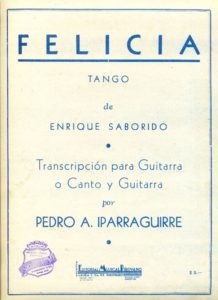 FELICIA
TANGO
de
ENRIQUE SABORIDO
Transcripción para Guitarra
o Canto y Guitarra
por
PEDRO A. IPARRAGUIRRE